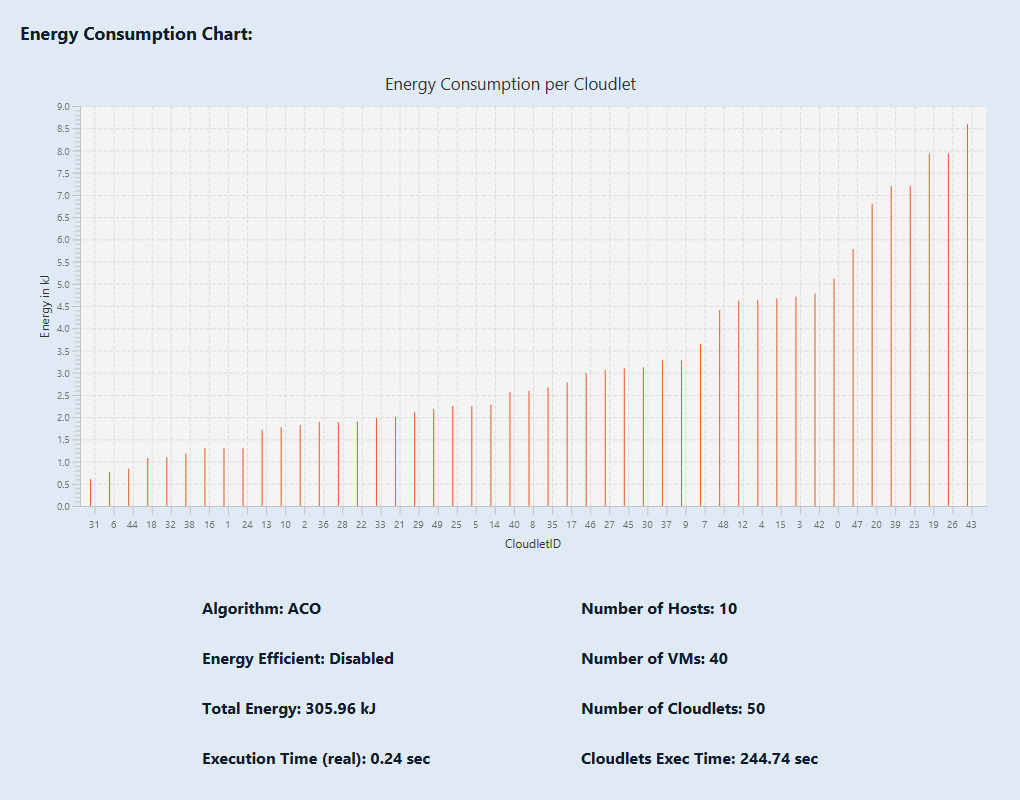 Energy Consumption Chart:
Energy Consumption per Cloudlet
9.0
8.5
8.0
7.5
7.0
6.5
6.0
5.5
5.0
4.5
4.0
3.5
3.0
2.5
2.0
1.5
1.0
0.5
0.0
Energy in kJ
31 6 44 18 32 38 16 1 24 13 10 2 36 28 22 33 21 29 49 25 5 14 40 8 35 17 46 27 45 30 37 9 7 48 12 4 15 3 42 0 47 20 39 23 19 26 43
CloudletID
Algorithm: ACO
Number of Hosts: 10
Energy Efficient: Disabled
Number of VMs: 40
Total Energy: 305.96 kJ
Number of Cloudlets: 50
Execution Time (real): 0.24 sec
Cloudlets Exec Time: 244.74 sec